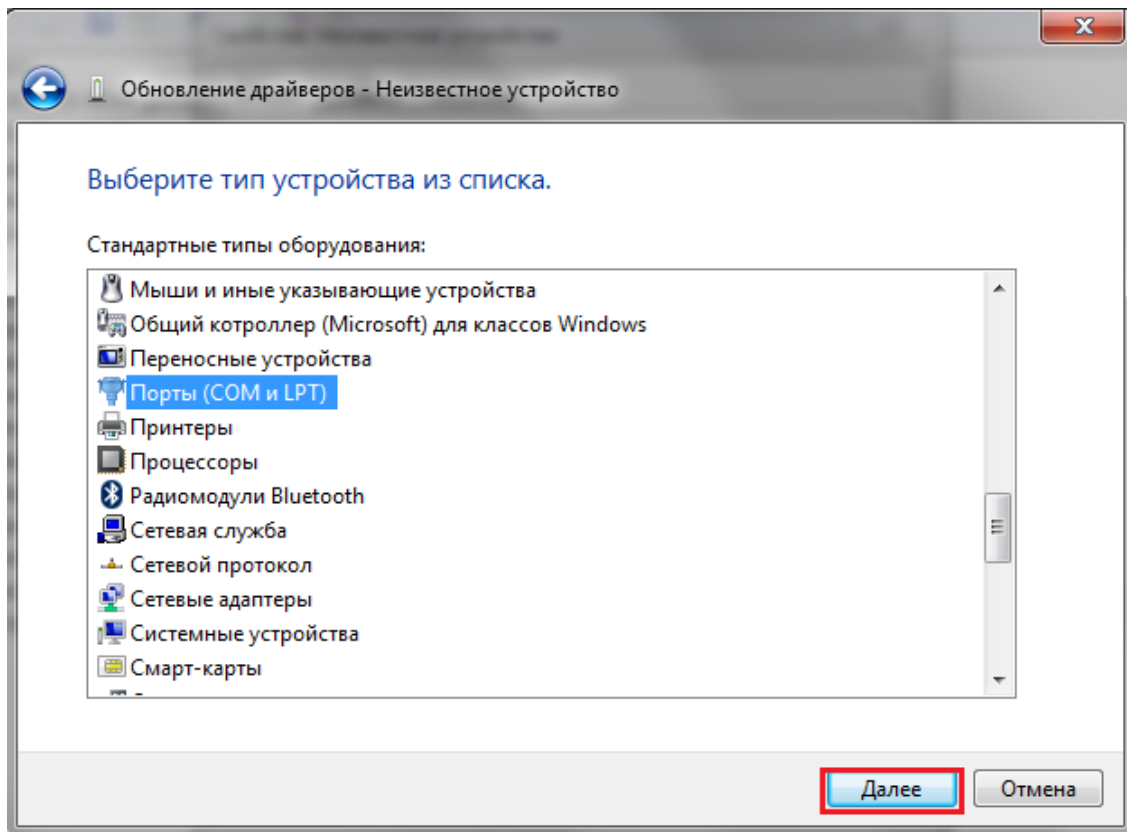 Обновление драйверов - Неизвестное устройство
Выберите тип устройства из списка.
Стандартные типы оборудования:
Мыши и иные указывающие устройства
Общий котроллер (Microsoft) для классов Windows
Переносные устройства
Порты (COM и LPT)
Принтеры
Процессоры
Радиомодули Bluetooth
Сетевая служба
Сетевой протокол
Сетевые адаптеры
Системные устройства
Смарт-карты
Далее
Отмена